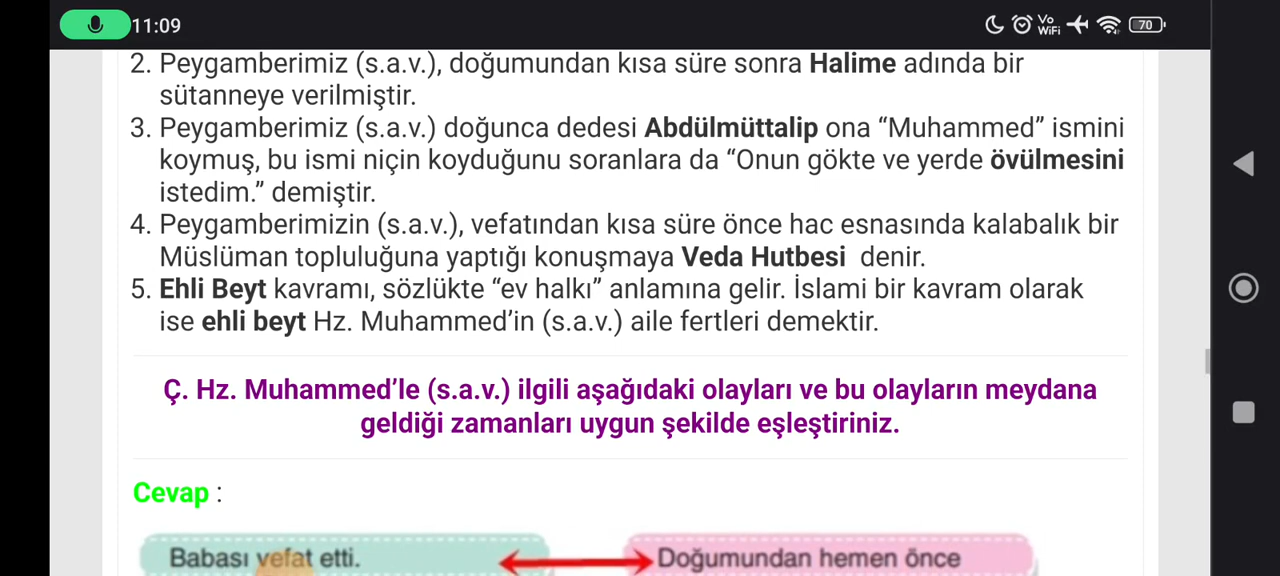 11:09
Vo
WiFi
70
2. Peygamberimiz (s.a.v.), doğumundan kısa süre sonra Halime adında bir
sütanneye verilmiştir.
3. Peygamberimiz (s.a.v.) doğunca dedesi Abdülmüttalip ona “Muhammed” ismini
koymuş, bu ismi niçin koyduğunu soranlara da “Onun gökte ve yerde övülmesini
istedim.” demiştir.
4. Peygamberimizin (s.a.v.), vefatından kısa süre önce hac esnasında kalabalık bir
Müslüman topluluğuna yaptığı konuşmaya Veda Hutbesi denir.
5. Ehli Beyt kavramı, sözlükte “ev halkı” anlamına gelir. İslami bir kavram olarak
ise ehli beyt Hz. Muhammed’in (s.a.v.) aile fertleri demektir.
Ç. Hz. Muhammed’le (s.a.v.) ilgili aşağıdaki olayları ve bu olayların meydana
geldiği zamanları uygun şekilde eşleştiriniz.
Cevap :
Babası vefat etti.
Doğumundan hemen önce